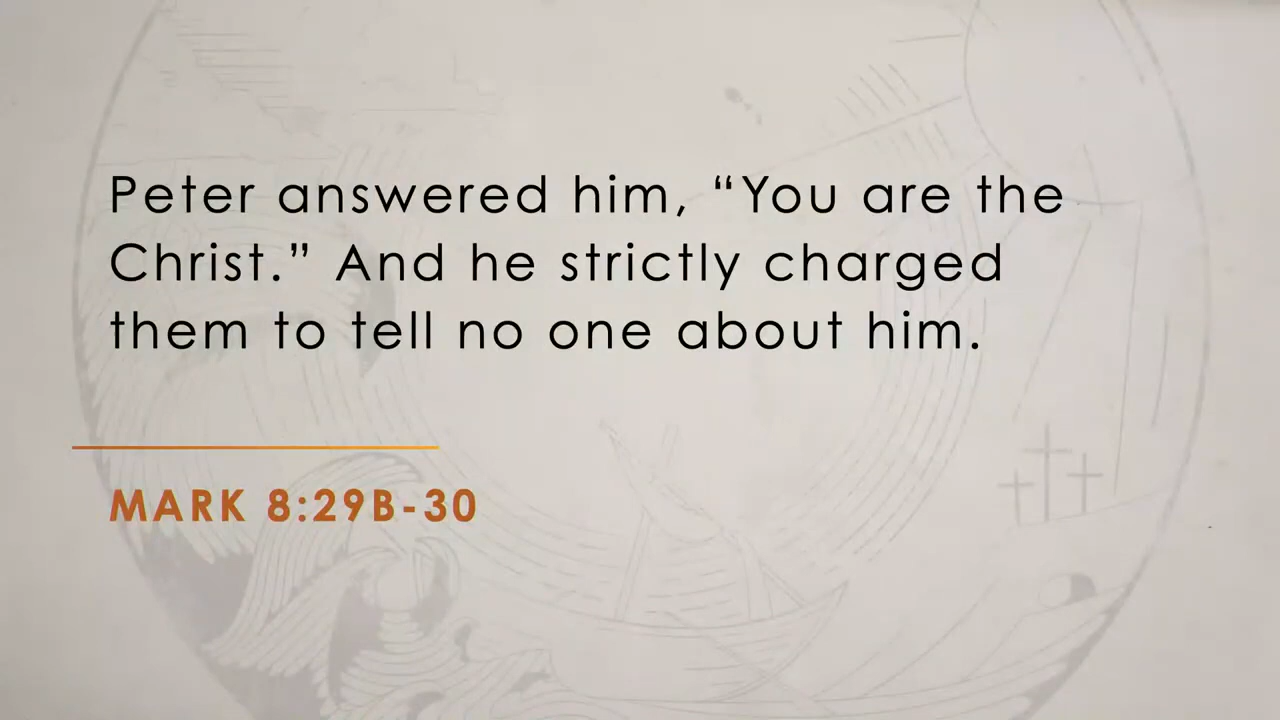 Peter answered him, “You are the
Christ.” And he strictly charged
them to tell no one about him.
MARK 8:29B-30